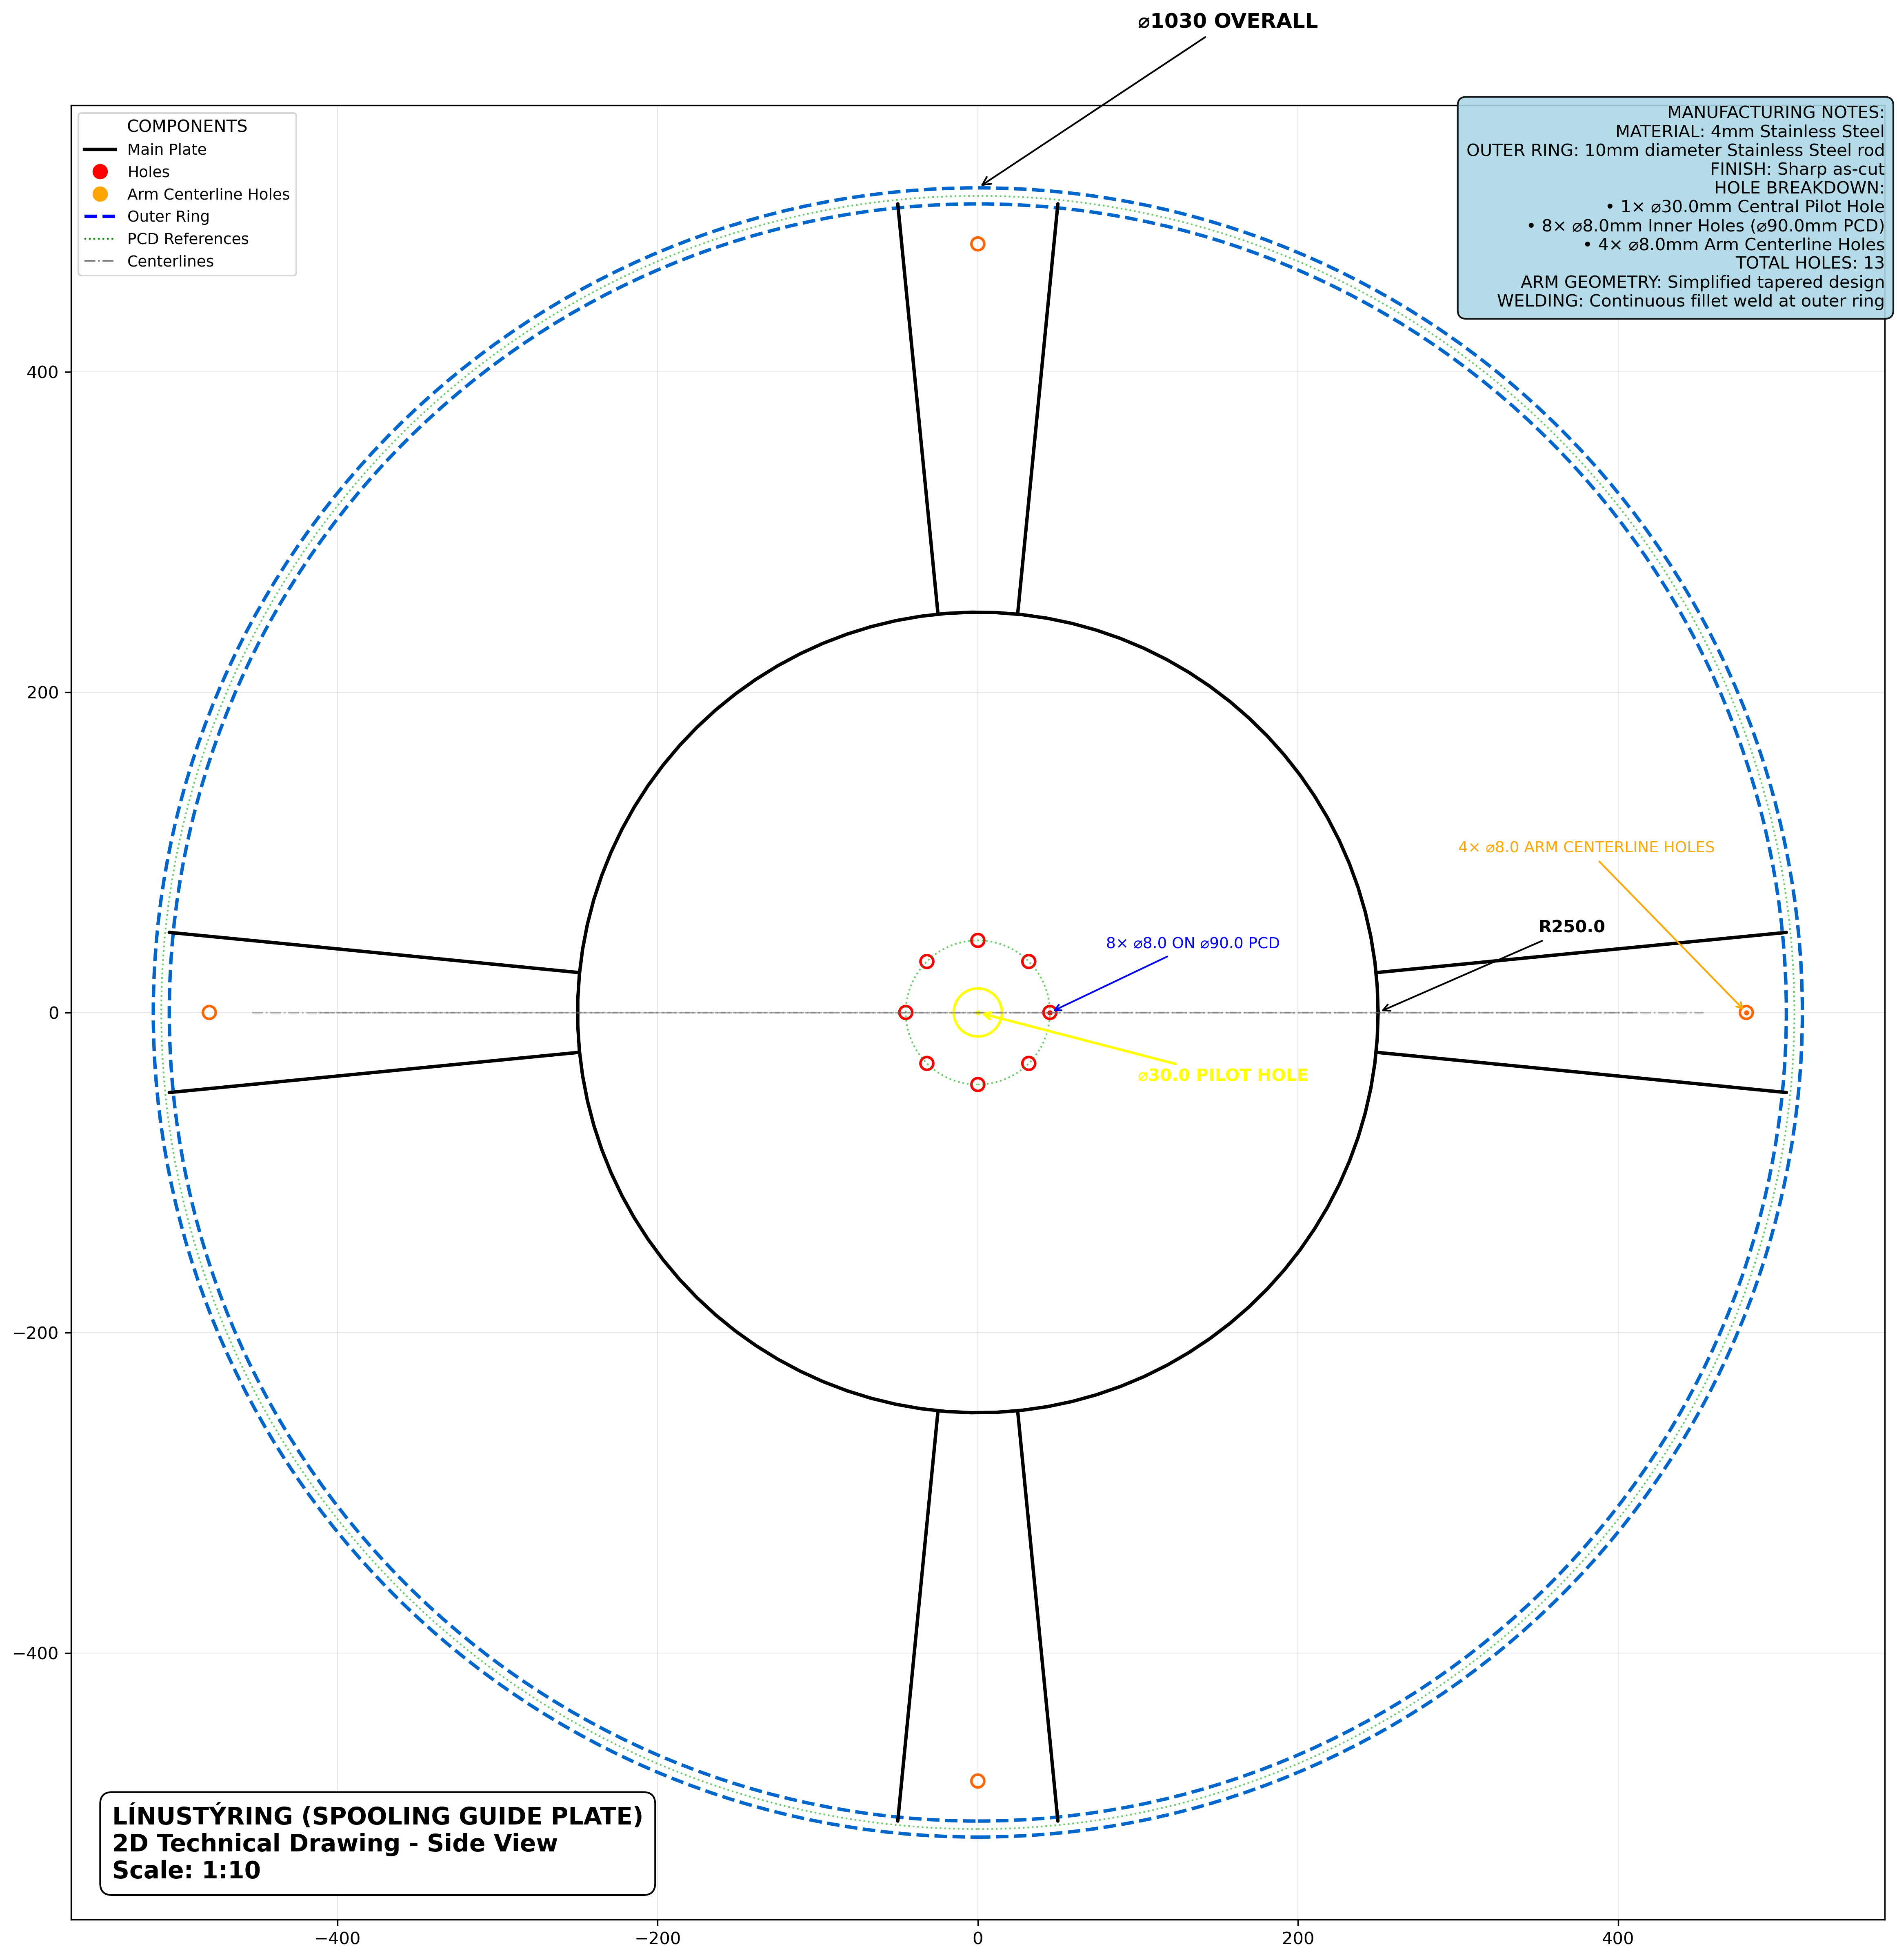 ⌀1030 OVERALL
COMPONENTS
Main Plate
Holes
Arm Centerline Holes
Outer Ring
PCD References
Centerlines
MANUFACTURING NOTES:
MATERIAL: 4mm Stainless Steel
OUTER RING: 10mm diameter Stainless Steel rod
FINISH: Sharp as-cut
HOLE BREAKDOWN:
• 1× ⌀30.0mm Central Pilot Hole
• 8× ⌀8.0mm Inner Holes (⌀90.0mm PCD)
• 4× ⌀8.0mm Arm Centerline Holes
TOTAL HOLES: 13
ARM GEOMETRY: Simplified tapered design
WELDING: Continuous fillet weld at outer ring
400
200
0
−200
−400
4× ⌀8.0 ARM CENTERLINE HOLES
R250.0
8× ⌀8.0 ON ⌀90.0 PCD
⌀30.0 PILOT HOLE
LÍNUSTÝRING (SPOOLING GUIDE PLATE)
2D Technical Drawing - Side View
Scale: 1:10
−400
−200
0
200
400